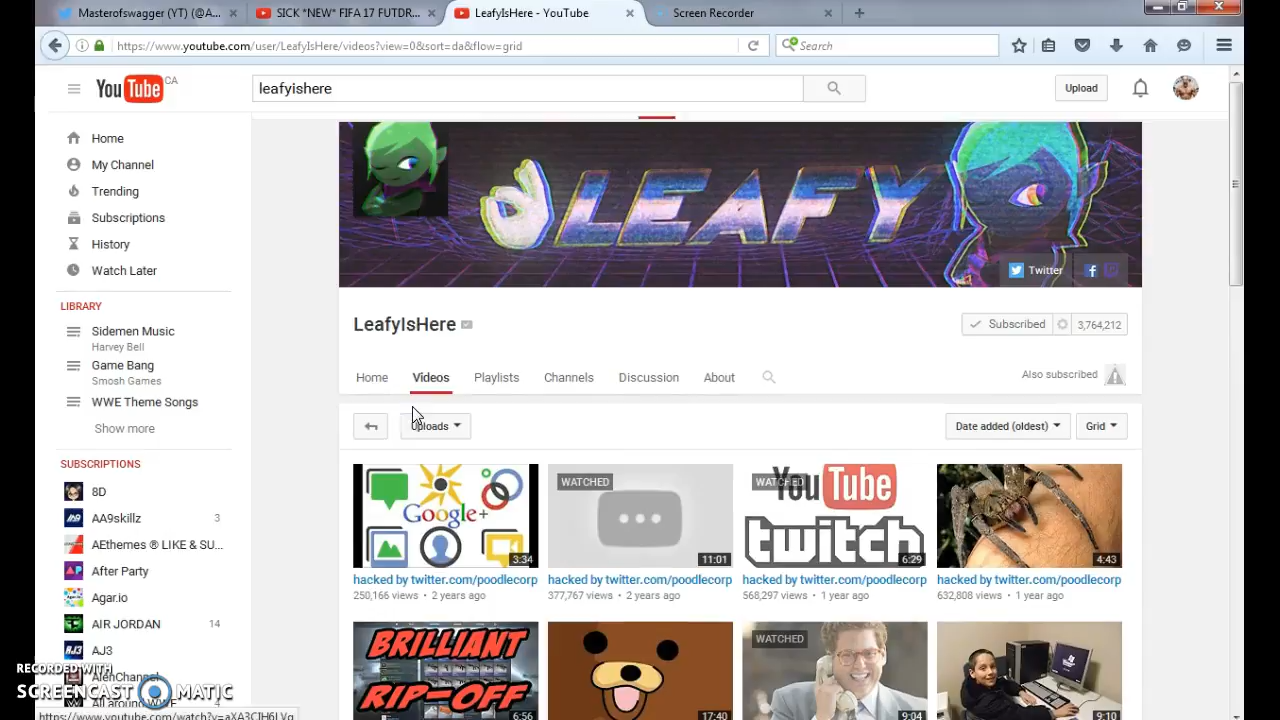 Masterofswagger (YT) (@A...
SICK *NEW* FIFA 17 FUTDR...
LeafyIsHere - YouTube
Screen Recorder
https://www.youtube.com/user/LeafyIsHere/videos?view=0&sort=da&flow=grid
Search
YouTube CA
leafyishere
Upload
Home
My Channel
Trending
Subscriptions
History
Watch Later
LIBRARY
Sidemen Music
Harvey Bell
Game Bang
Smosh Games
WWE Theme Songs
Show more
SUBSCRIPTIONS
8D
AA9skillz 3
AEthemes ® LIKE & SU...
After Party
Agar.io
AIR JORDAN 14
AJ3
AlenChannel
All around WWE 4
LEAFY
Twitter
LeafyIsHere
Subscribed 3,764,212
Home Videos Playlists Channels Discussion About
Also subscribed
Uploads
Date added (oldest)
Grid
Google+
3:34
hacked by twitter.com/poodlecorp
250,166 views • 2 years ago
WATCHED
11:01
hacked by twitter.com/poodlecorp
377,767 views • 2 years ago
WATCHED
YouTube
twitch
6:29
hacked by twitter.com/poodlecorp
568,297 views • 1 year ago
4:43
hacked by twitter.com/poodlecorp
632,808 views • 1 year ago
BRILLIANT
RIP-OFF
6:56
17:40
WATCHED
9:04
9:10
RECORDED WITH
SCREENCAST MATIC